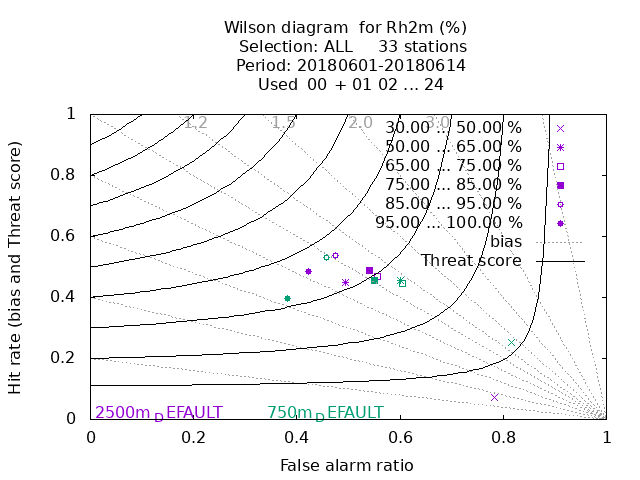 Wilson diagram  for Rh2m (%)
Selection: ALL     33 stations
Period: 20180601-20180614
Used  00  + 01 02 ... 24
1.2 1.5 2.0 3.0
30.00 ... 50.00 %
50.00 ... 65.00 %
65.00 ... 75.00 %
75.00 ... 85.00 %
85.00 ... 95.00 %
95.00 ... 100.00 %
bias
Threat score
1
0.8
0.6
0.4
0.2
0
Hit rate (bias and Threat score)
2500m_DEFAULT 750m_DEFAULT
0 0.2 0.4 0.6 0.8 1
False alarm ratio